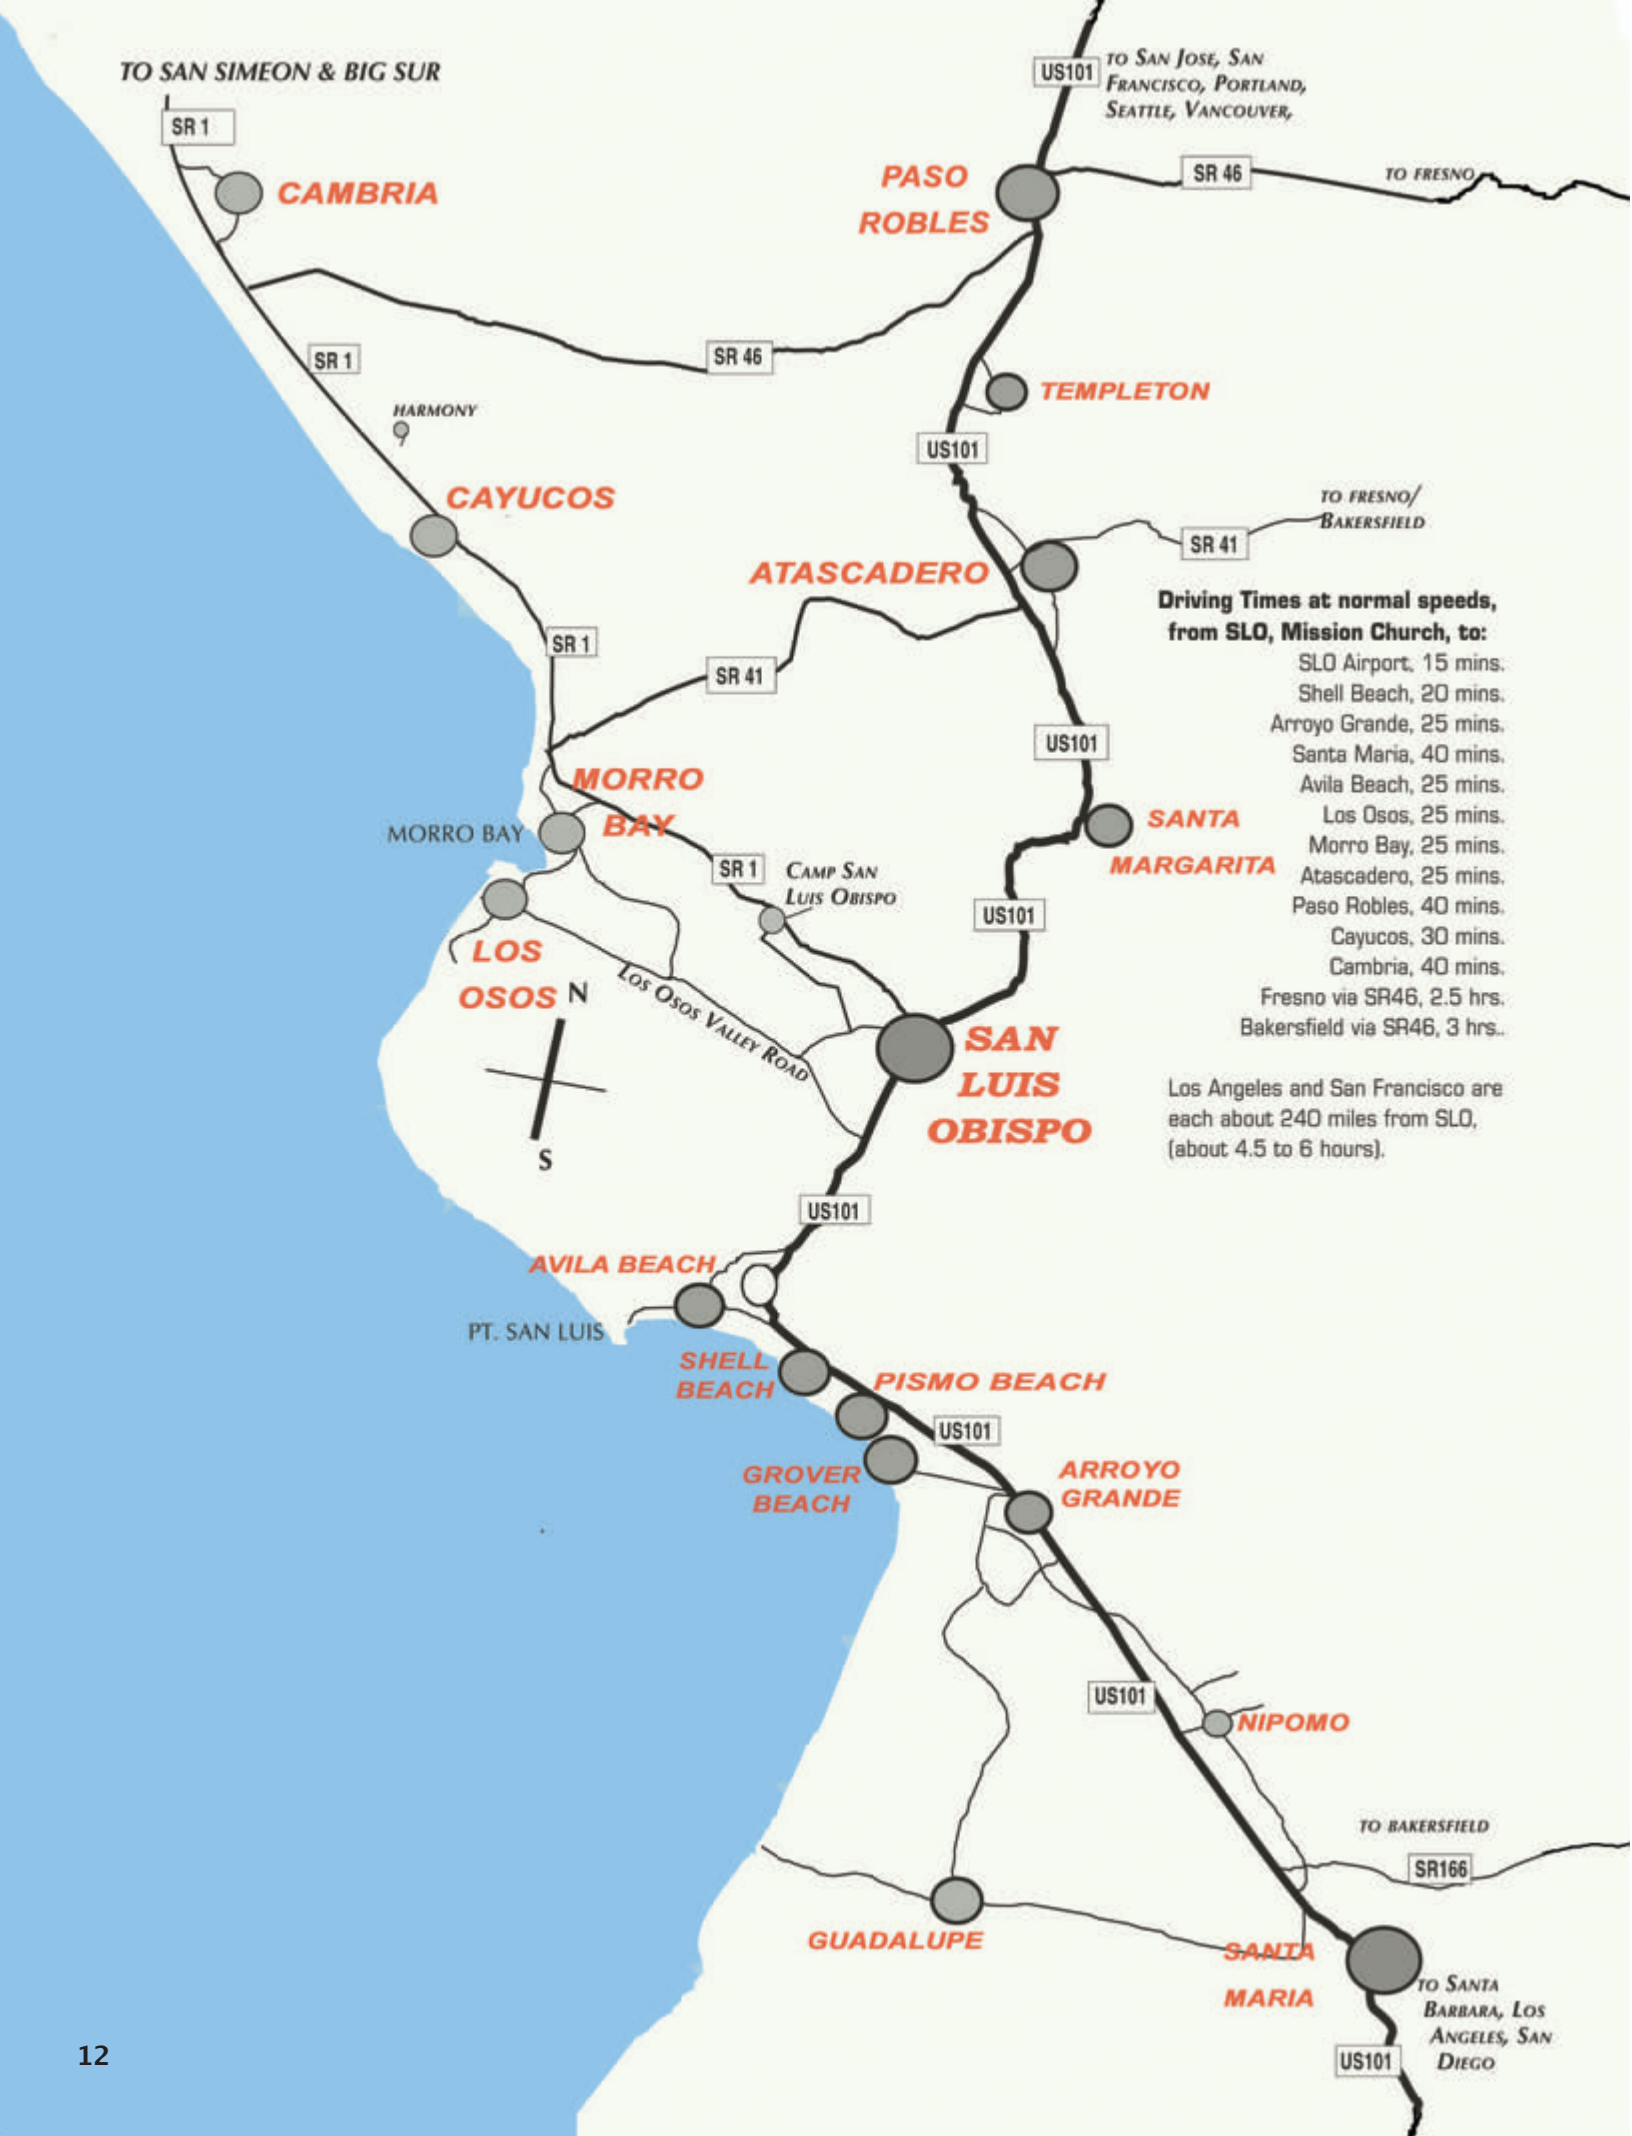 TO SAN SIMEON & BIG SUR
SR 1
CAMBRIA
US101
TO SAN JOSE, SAN
FRANCISCO, PORTLAND,
SEATTLE, VANCOUVER,
PASO
ROBLES
SR 46
TO FRESNO
SR 1
SR 46
HARMONY
TEMPLETON
US101
CAYUCOS
TO FRESNO/
BAKERSFIELD
SR 41
ATASCADERO
SR 1
SR 41
US101
Driving Times at normal speeds,
from SLO, Mission Church, to:
SLO Airport, 15 mins.
Shell Beach, 20 mins.
Arroyo Grande, 25 mins.
Santa Maria, 40 mins.
Avila Beach, 25 mins.
Los Osos, 25 mins.
Morro Bay, 25 mins.
Atascadero, 25 mins.
Paso Robles, 40 mins.
Cayucos, 30 mins.
Cambria, 40 mins.
Fresno via SR46, 2.5 hrs.
Bakersfield via SR46, 3 hrs..
Los Angeles and San Francisco are
each about 240 miles from SLO,
(about 4.5 to 6 hours).
MORRO
BAY
MORRO BAY
SANTA
MARGARITA
SR 1
CAMP SAN
LUIS OBISPO
US101
LOS
OSOS
N
S
LOS OSOS VALLEY ROAD
SAN
LUIS
OBISPO
US101
AVILA BEACH
PT. SAN LUIS
SHELL
BEACH
PISMO BEACH
US101
GROVER
BEACH
ARROYO
GRANDE
US101
NIPOMO
TO BAKERSFIELD
SR166
GUADALUPE
SANTA
MARIA
TO SANTA
BARBARA, LOS
ANGELES, SAN
DIEGO
US101
12